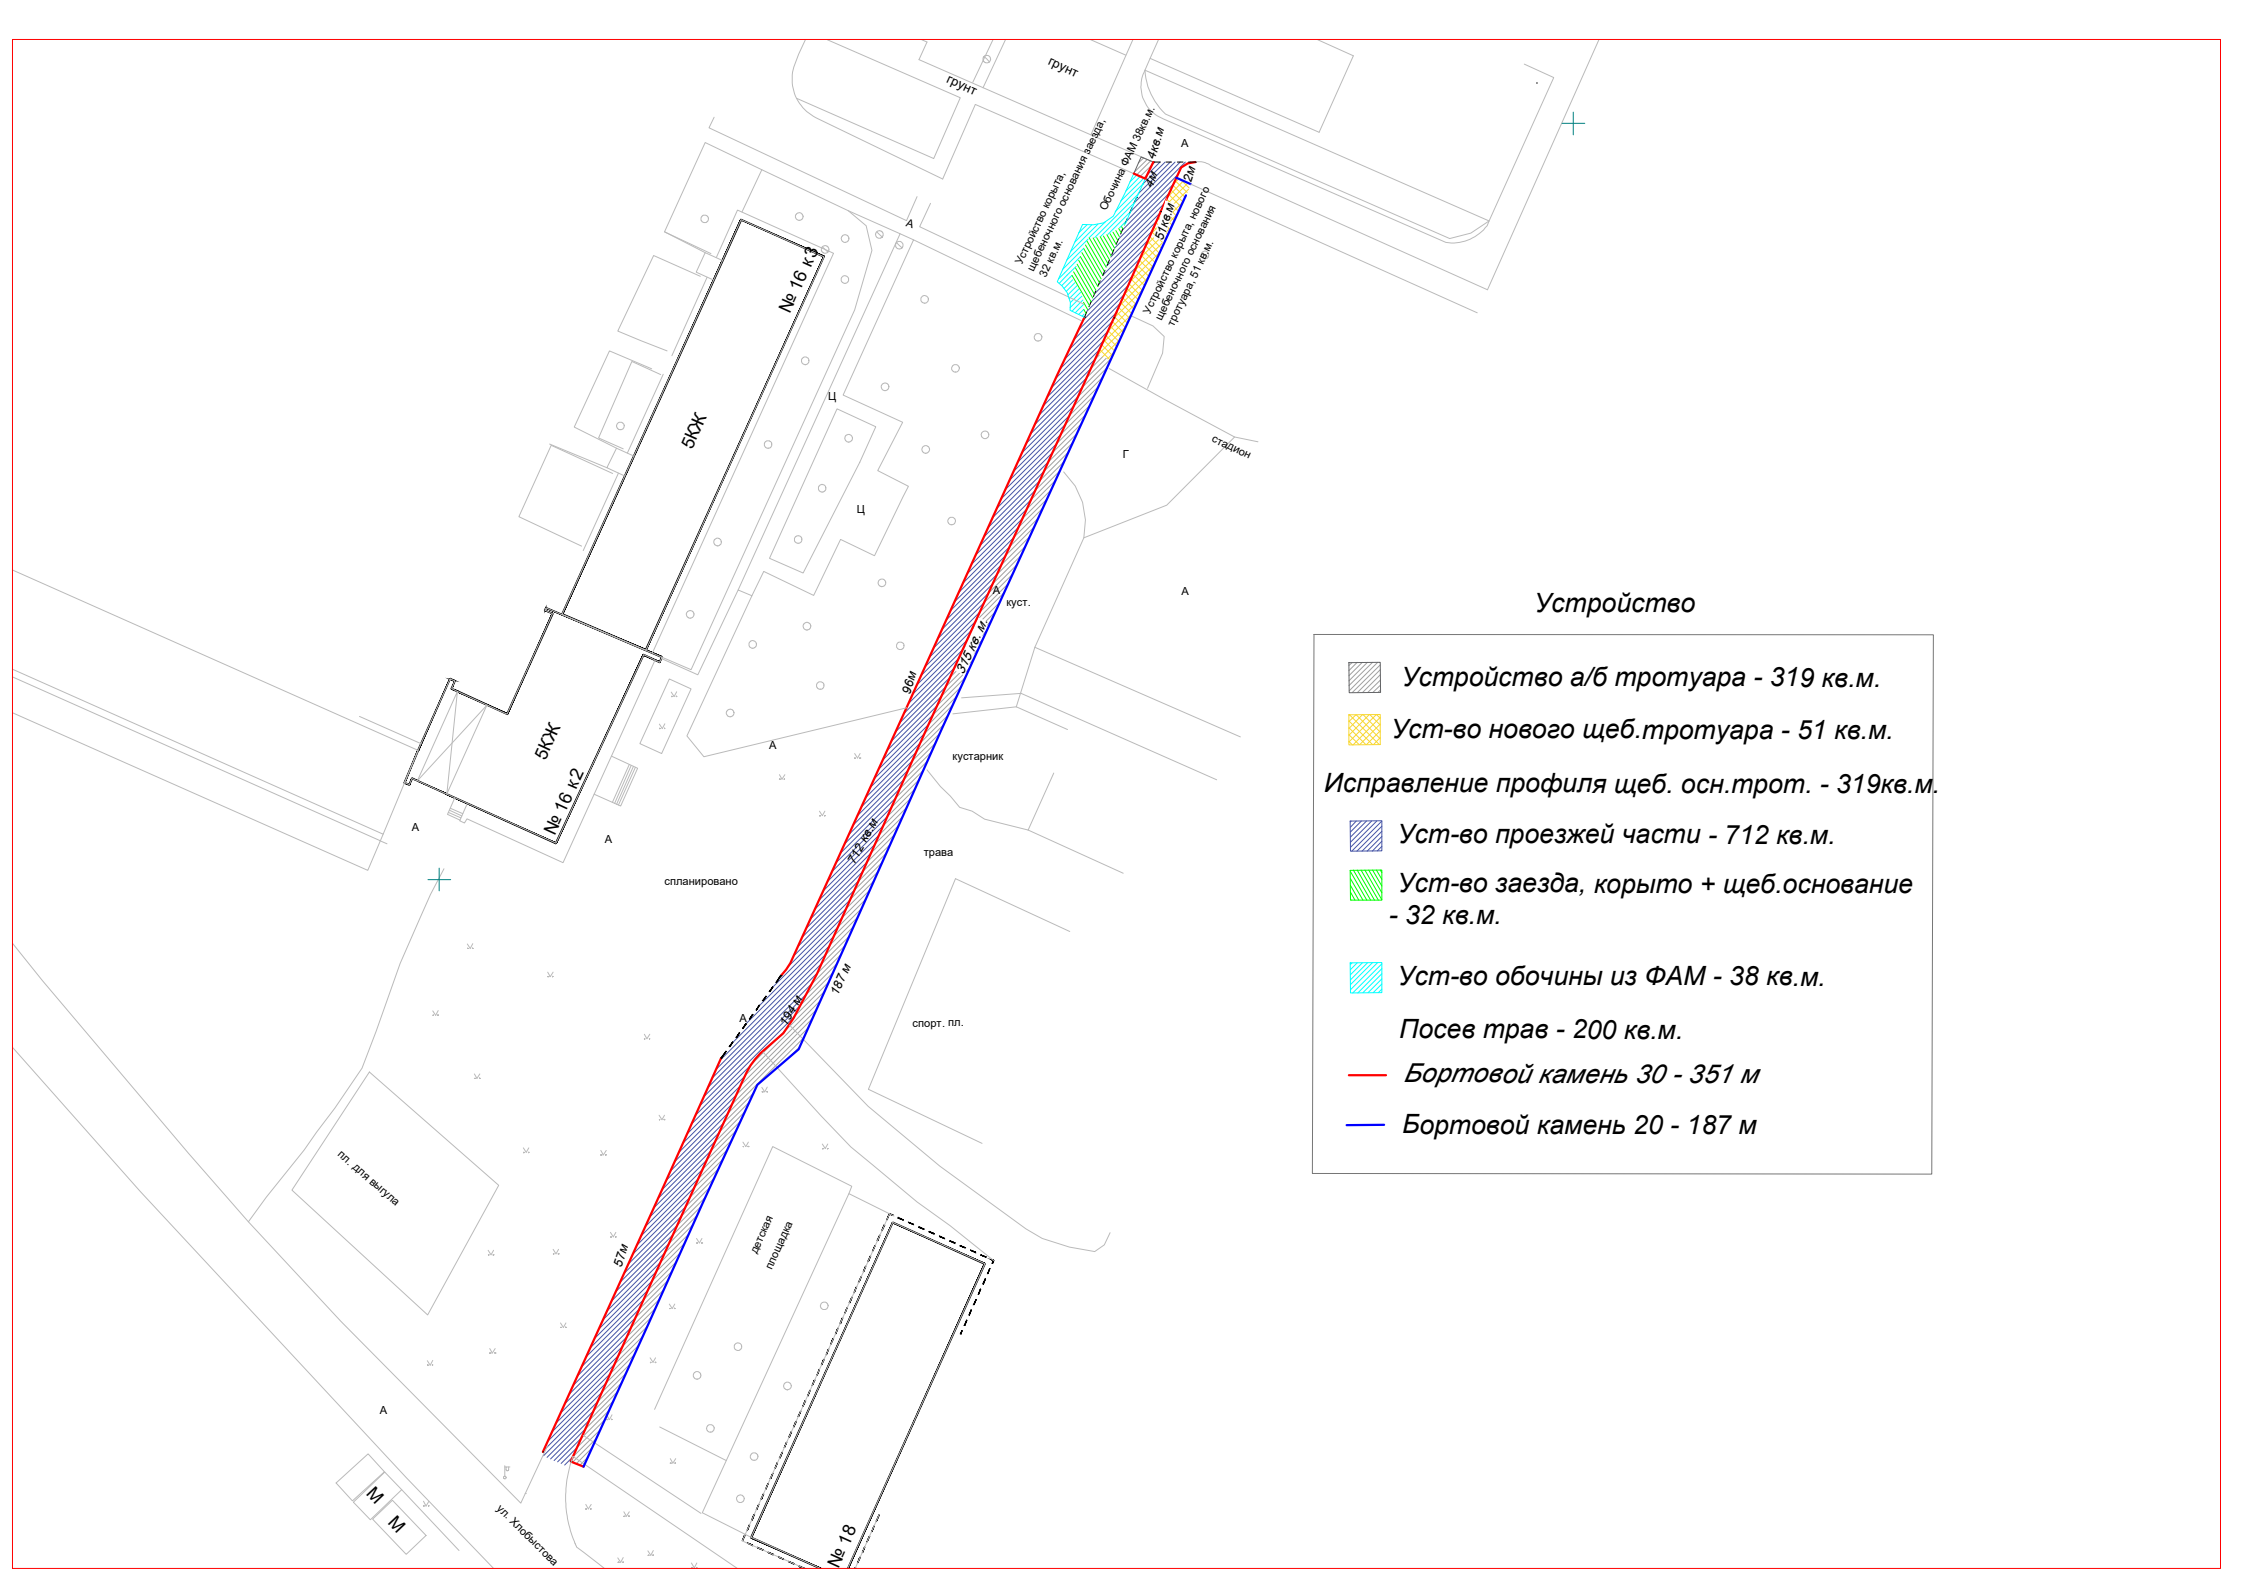 грунт
грунт
Устройство корыта,
щебеночного основания заезда,
32 кв.м.
Обочина ФАМ 38кв.м.
4кв. м
4м
2м
А
51кв.м
Устройство корыта, нового
щебеночного основания
тротуара, 51 кв.м.
А
№ 16 к3
5КЖ
Ц
Ц
стадион
Г
А
А
куст.
315 кв. м.
96м
5КЖ
№ 16 к2
А
А
А
кустарник
712 кв.м
трава
спланировано
187 м
194 м
А
спорт. пл.
пл. для выгула
детская
площадка
57м
А
М
М
ул. Хлобыстова
№ 18
Устройство
Устройство а/б тротуара - 319 кв.м.
Уст-во нового щеб.тротуара - 51 кв.м.
Исправление профиля щеб. осн.трот. - 319кв.м.
Уст-во проезжей части - 712 кв.м.
Уст-во заезда, корыто + щеб.основание
- 32 кв.м.
Уст-во обочины из ФАМ - 38 кв.м.
Посев трав - 200 кв.м.
Бортовой камень 30 - 351 м
Бортовой камень 20 - 187 м